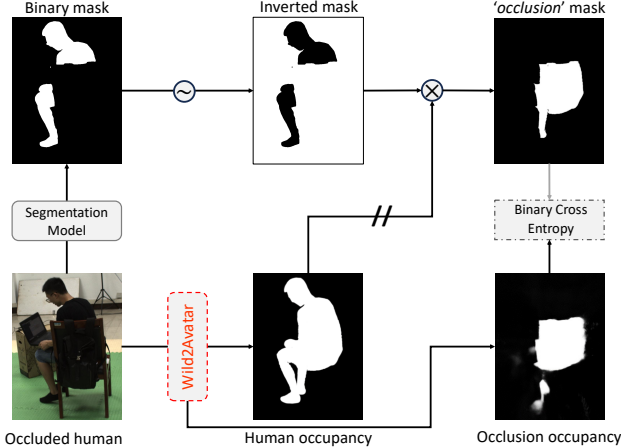 Binary mask
Inverted mask
‘occlusion’ mask
~
×
Segmentation
Model
//
Binary Cross
Entropy
Wild2Avatar
Occluded human
Human occupancy
Occlusion occupancy